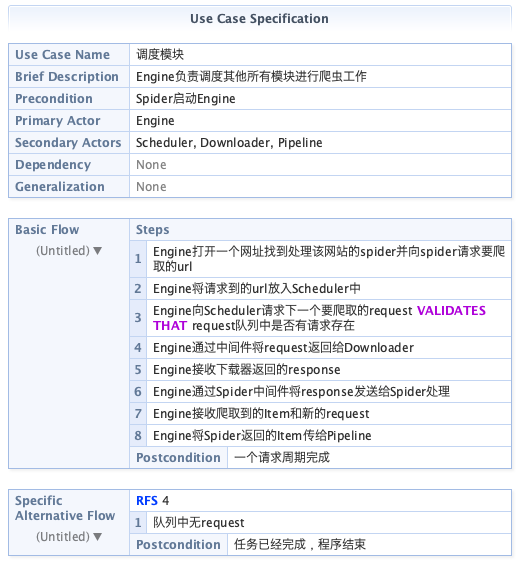 Use Case Specification
Use Case Name 调度模块
Brief Description Engine负责调度其他所有模块进行爬虫工作
Precondition Spider启动Engine
Primary Actor Engine
Secondary Actors Scheduler, Downloader, Pipeline
Dependency None
Generalization None
Basic Flow Steps
(Untitled) ▼
1 Engine打开一个网址找到处理该网站的spider并向spider请求要爬
取的url
2 Engine将请求到的url放入Scheduler中
3 Engine向Scheduler请求下一个要爬取的request VALIDATES
THAT request队列中是否有请求存在
4 Engine通过中间件将request返回给Downloader
5 Engine接收下载器返回的response
6 Engine通过Spider中间件将response发送给Spider处理
7 Engine接收爬取到的Item和新的request
8 Engine将Spider返回的Item传给Pipeline
Postcondition 一个请求周期完成
Specific
Alternative Flow
(Untitled) ▼
RFS 4
1 队列中无request
Postcondition 任务已经完成，程序结束